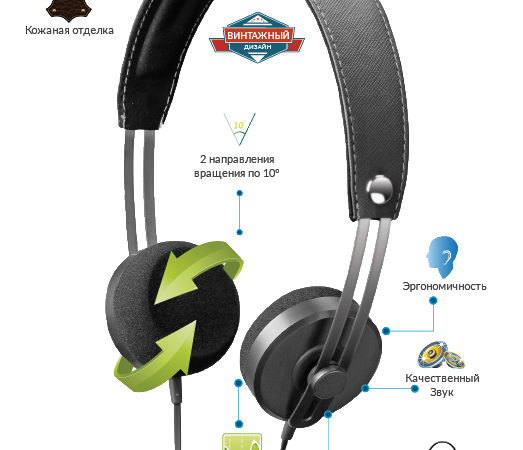 Кожаная отделка
ВИНТАЖНЫЙ
ДИЗАЙН
10°
2 направления
вращения по 10°
Эргономичность
Качественный
Звук